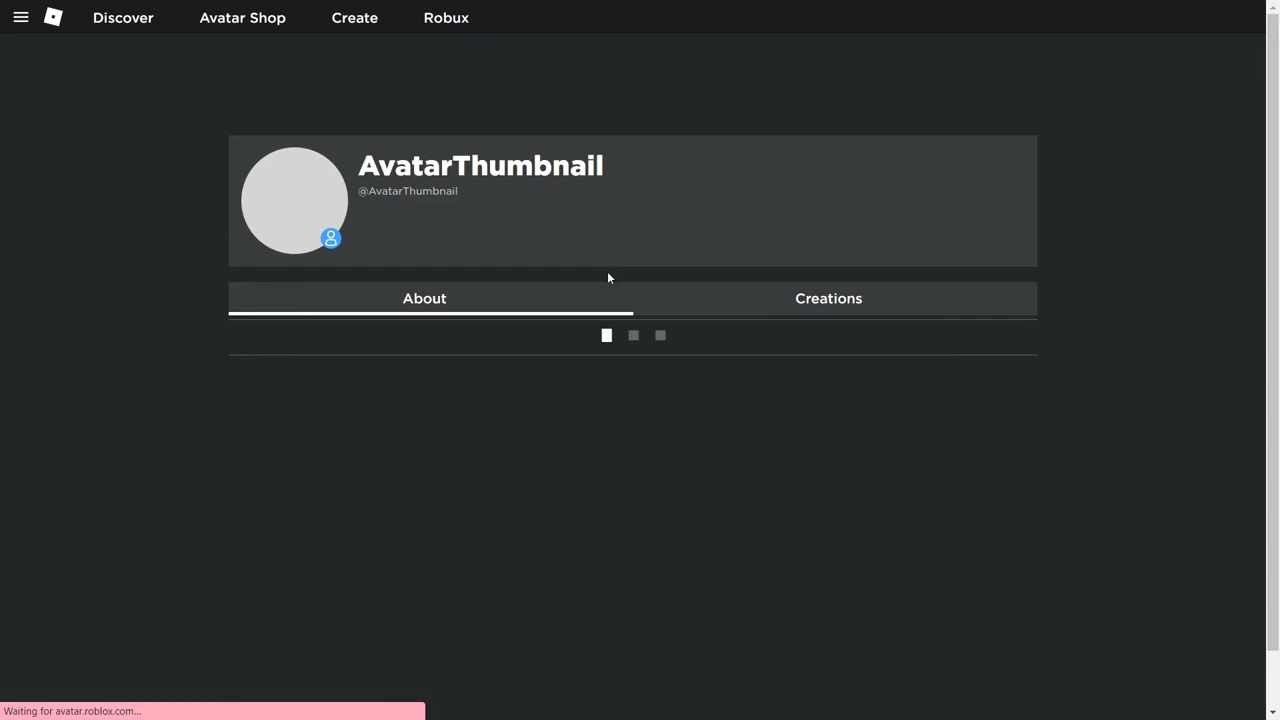 Discover Avatar Shop Create Robux
AvatarThumbnail
@AvatarThumbnail
About Creations
Waiting for avatar.roblox.com...